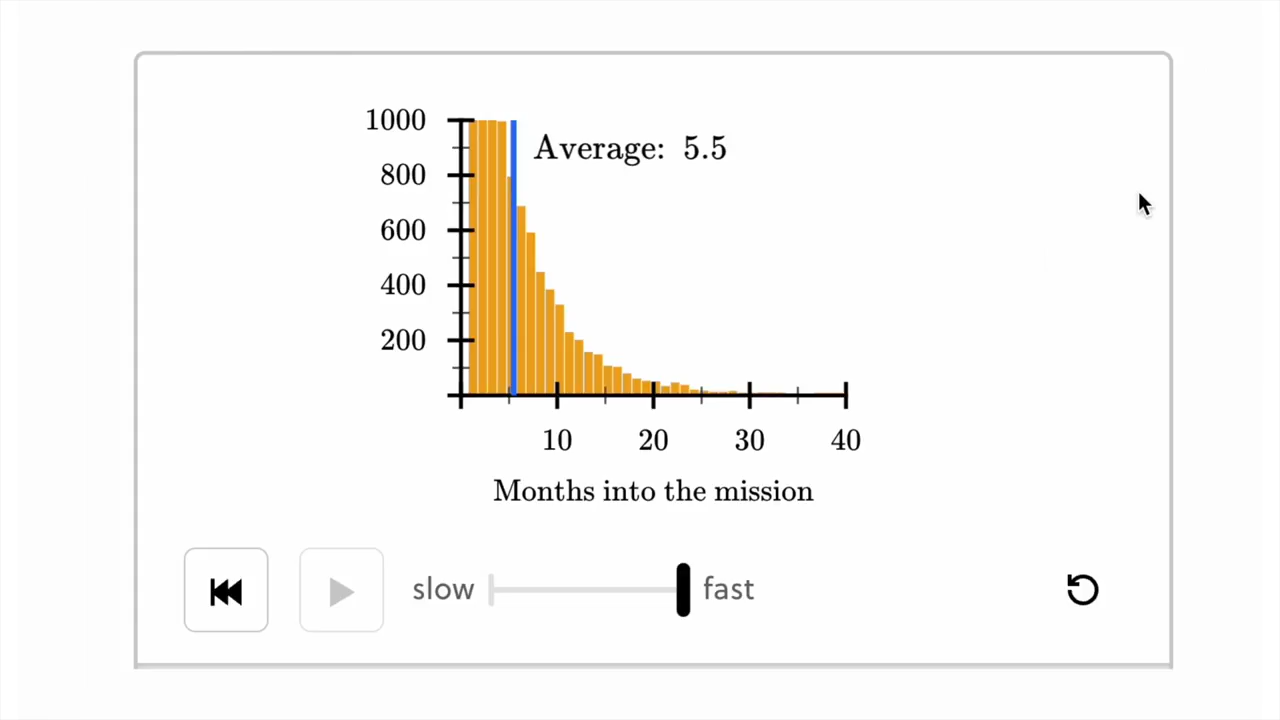 1000
Average: 5.5
800
600
400
200
10 20 30 40
Months into the mission
slow fast